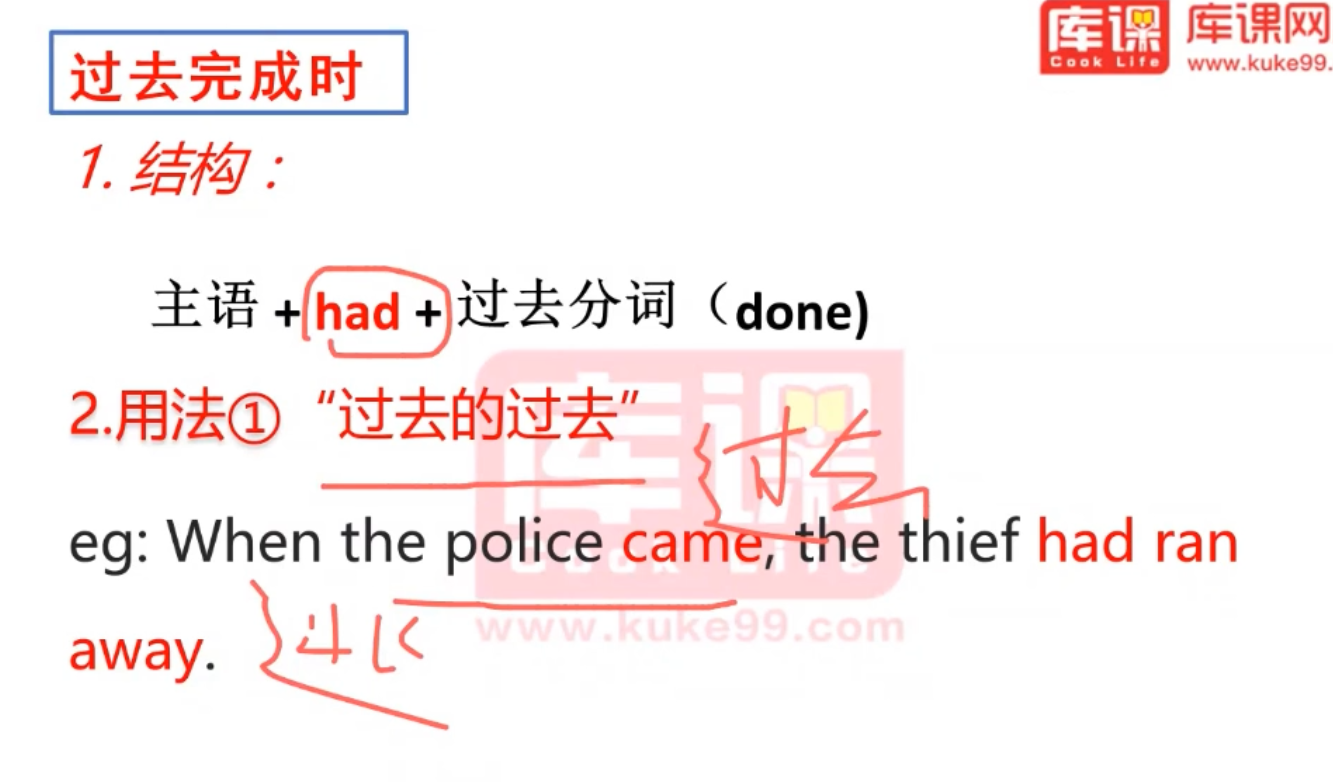 库课 库课网
Cook Life www.kuke99.
过去完成时
1. 结构：
主语 + had + 过去分词（done)
2.用法① “过去的过去”
过去
eg: When the police came, the thief had ran
away.
库课
Cook Life
www.kuke99.com